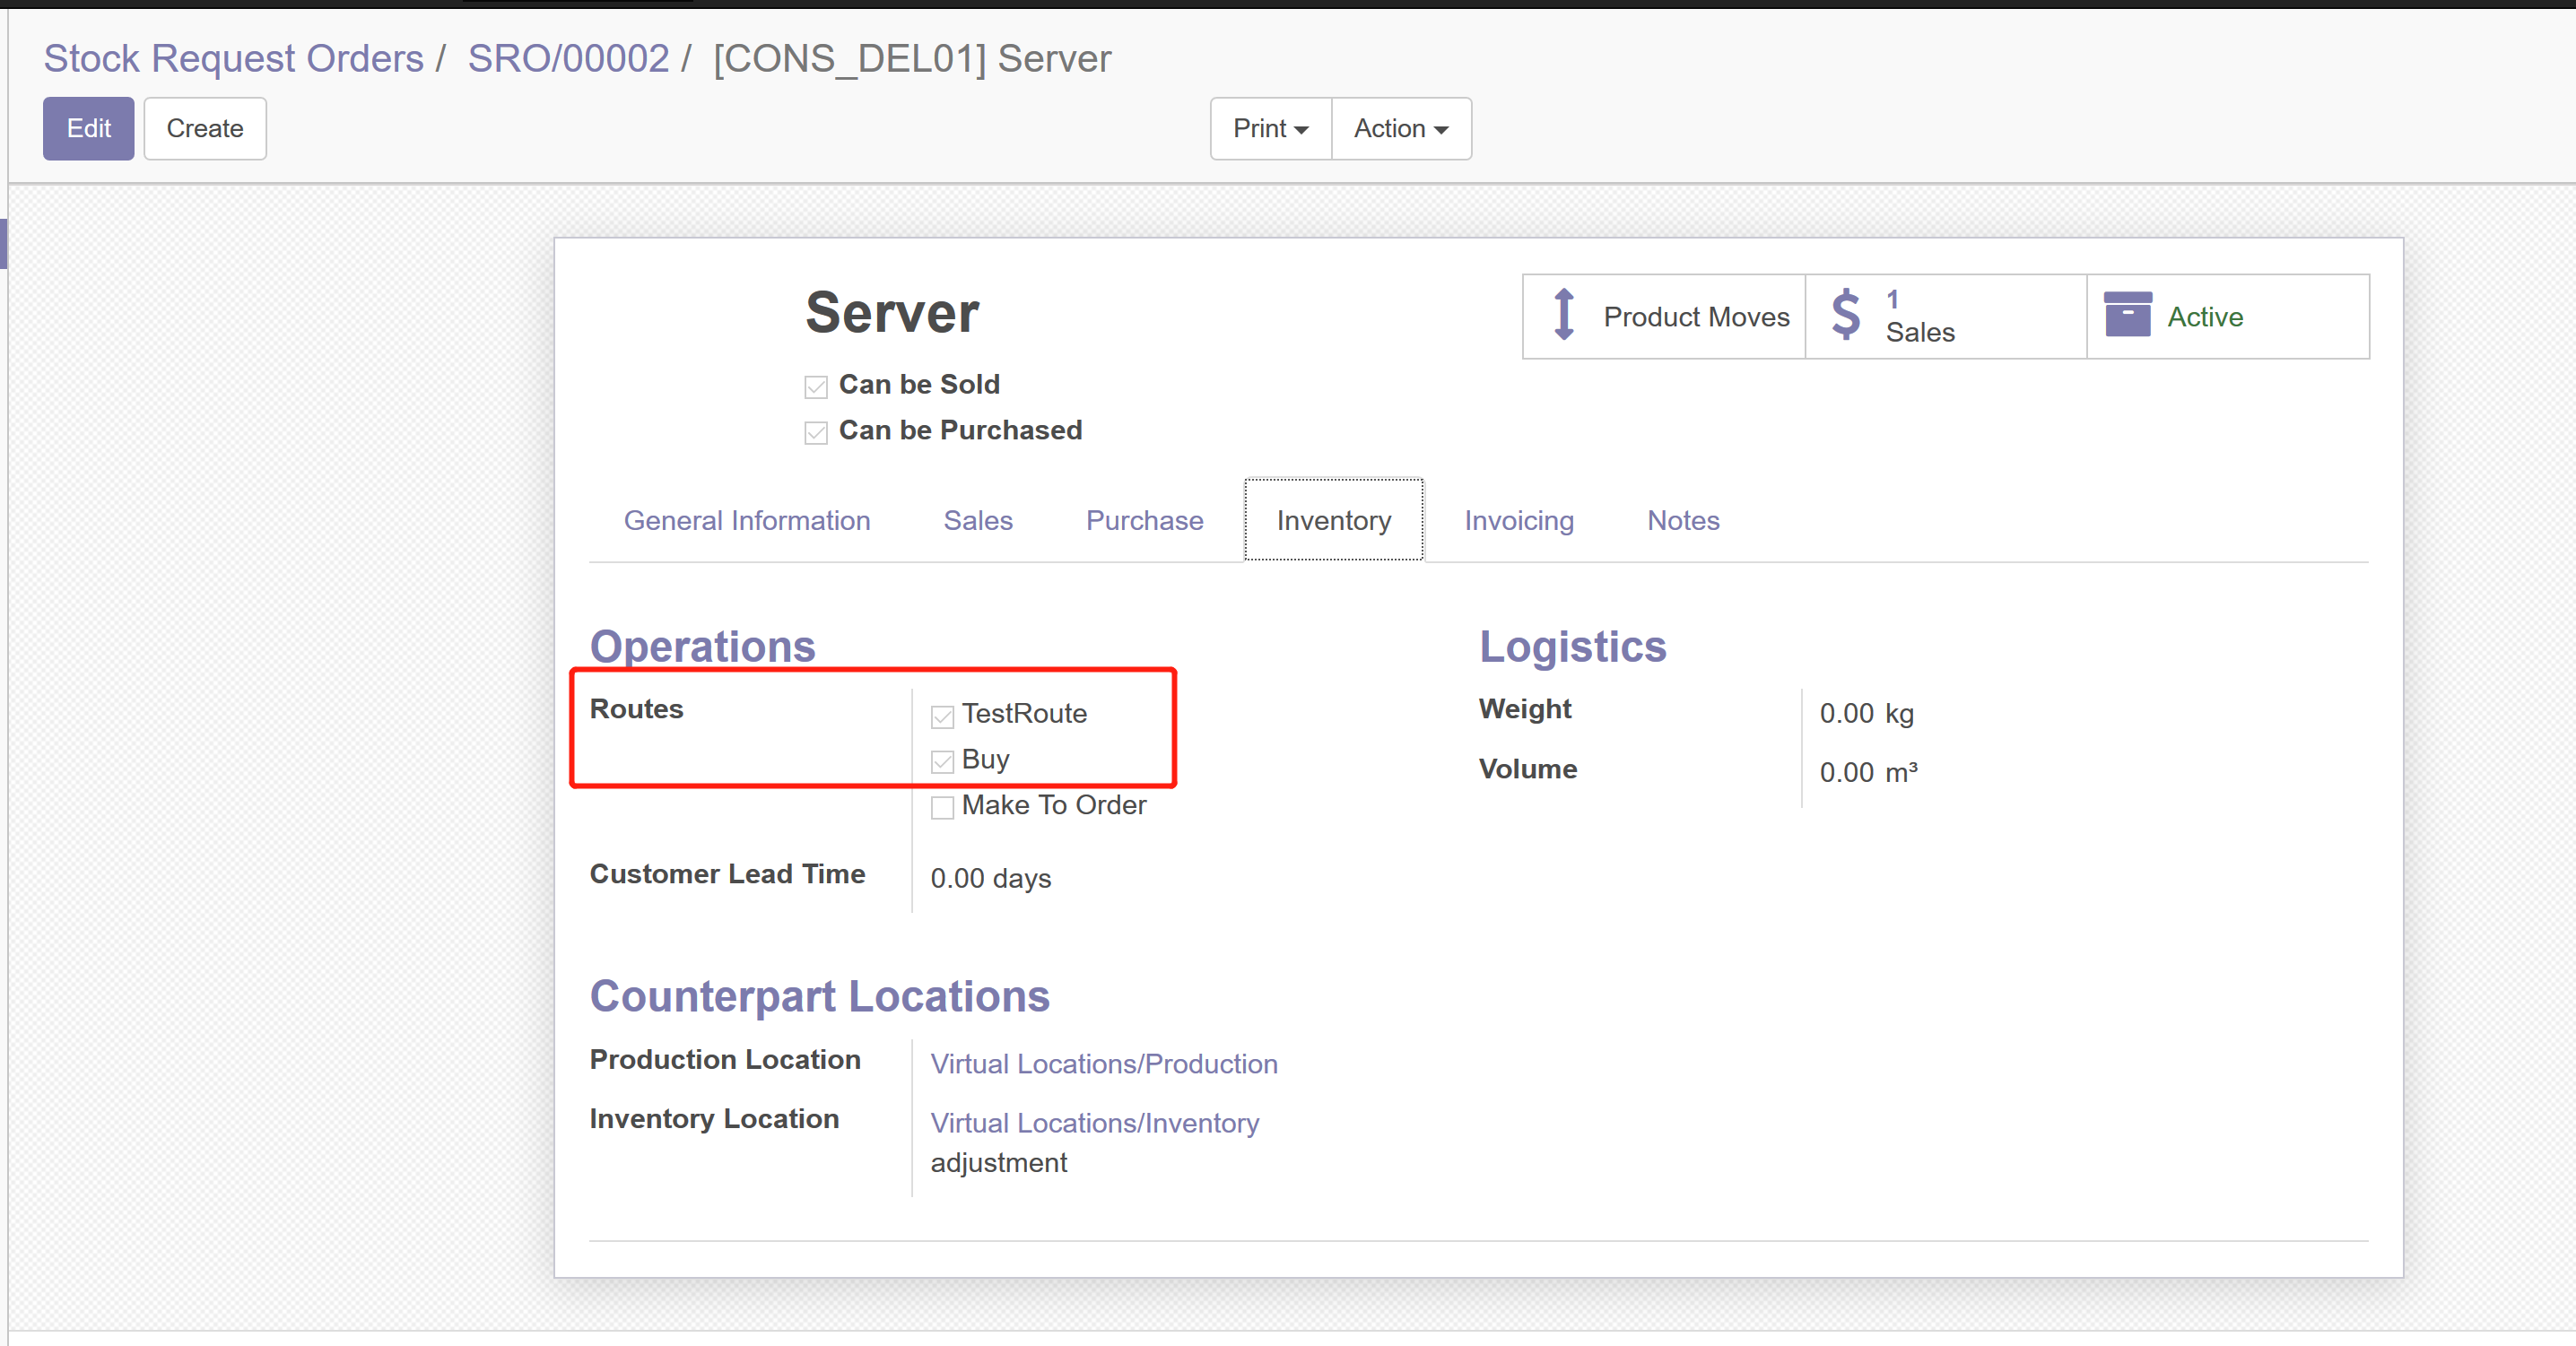 Stock Request Orders / SRO/00002 / [CONS_DEL01] Server
Edit Create Print Action
Server
Product Moves
1
Sales
Active
Can be Sold
Can be Purchased
General Information Sales Purchase Inventory Invoicing Notes
Operations
Routes
TestRoute
Buy
Make To Order
Customer Lead Time 0.00 days
Logistics
Weight 0.00 kg
Volume 0.00 m³
Counterpart Locations
Production Location Virtual Locations/Production
Inventory Location Virtual Locations/Inventory
adjustment